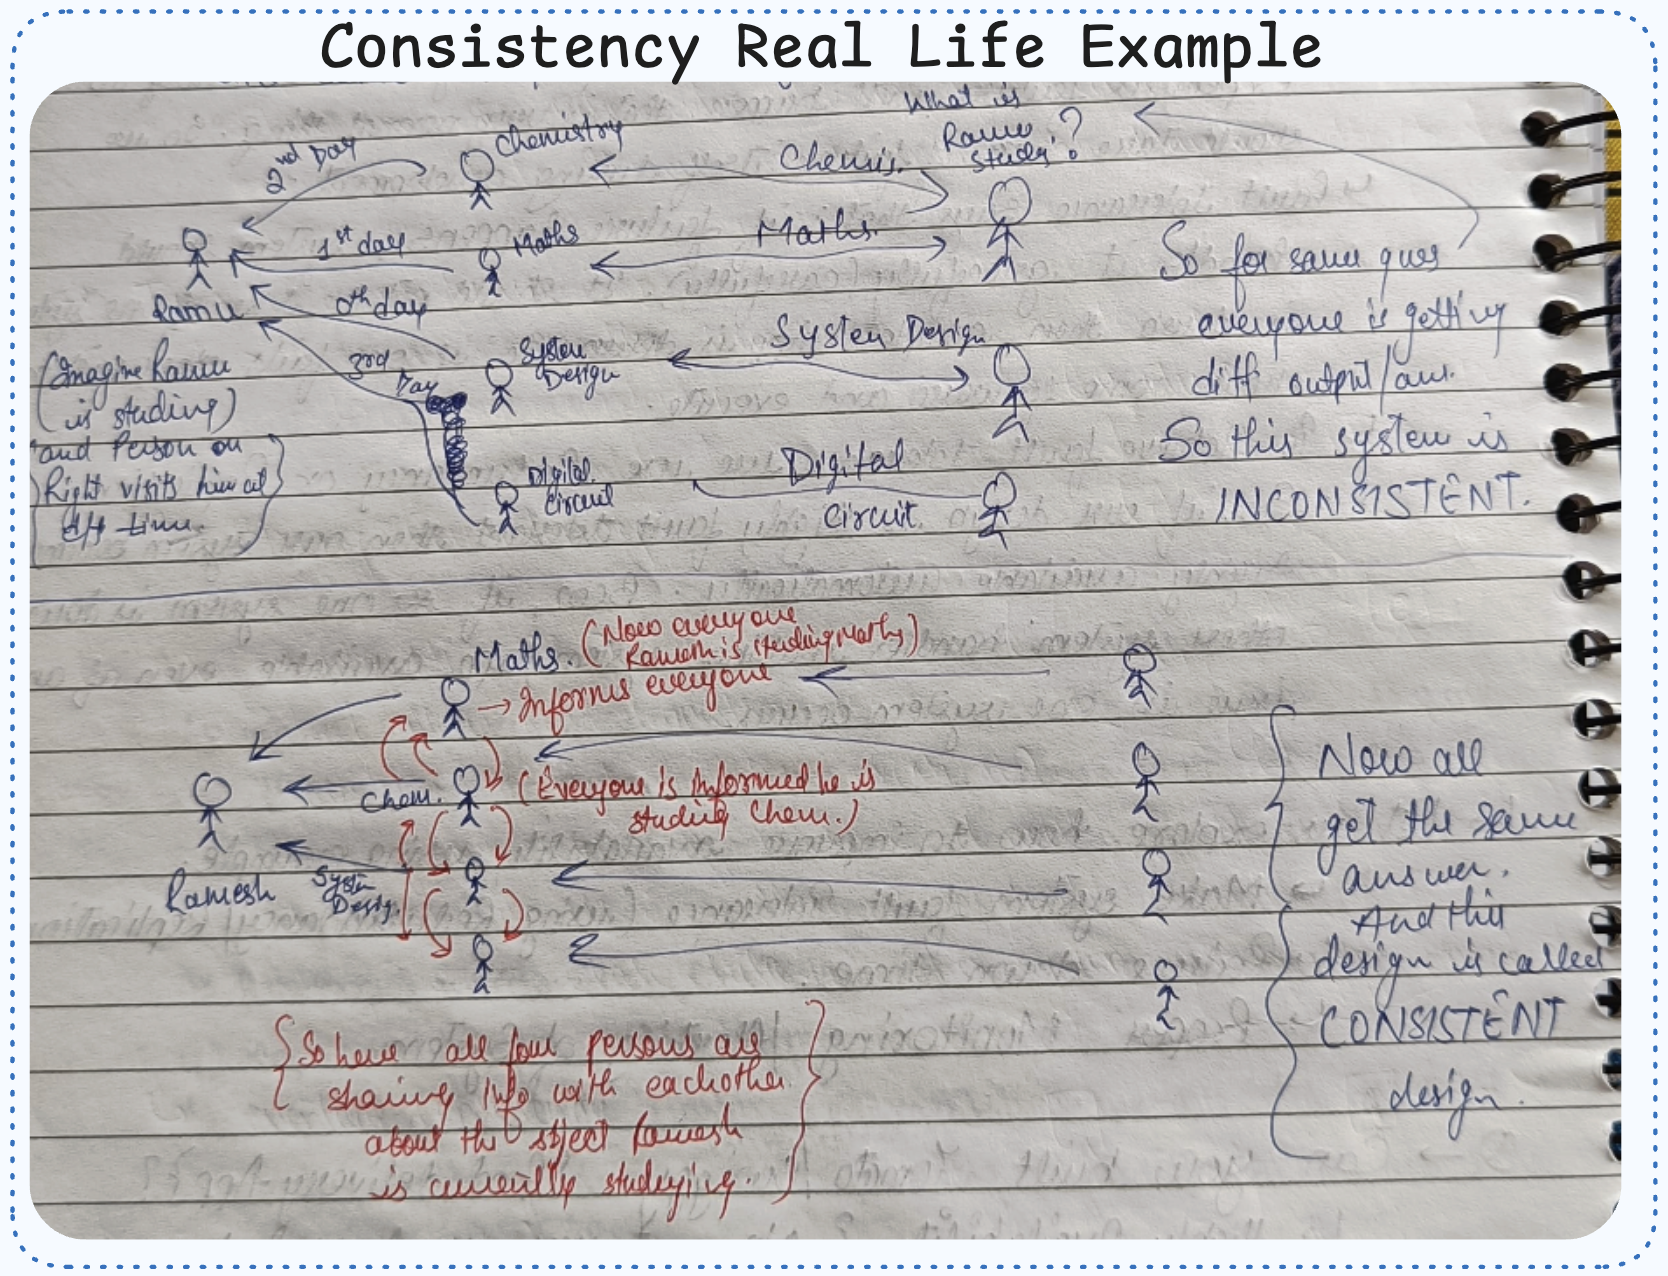 Consistency Real Life Example
What is
Ramu
study?
Chemistry
2nd Day
Chemis.
1st day
Maths
Maths.
Ramu
0th day
System
Design
System Design
3rd
Day
(Imagine Ramu
is studing)
and Person on
Right visits him at
diff time.
Digital
Circuit
Digital
Circuit
So for same ques
everyone is getting
diff output/ans.
So this system is
INCONSISTENT.
Maths. (Now everyone
Ramesh is studing Maths)
→ Informs everyone
Chem.
(Everyone is informed he is
studing Chem.)
Ramesh
System
Design
Now all
get the same
answer.
And this
design is called
CONSISTENT
design.
So here all four persons are
sharing info with eachother
about the sbject Ramesh
is currently studying.